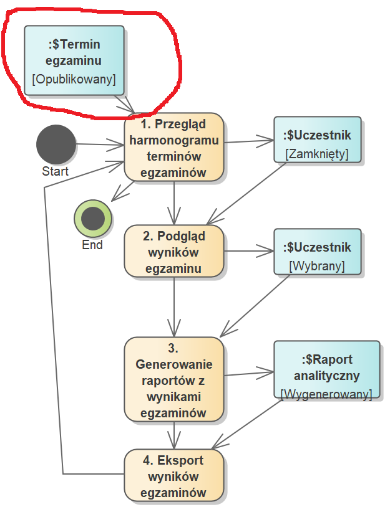 :$Termin
egzaminu
[Opublikowany]
Start
1. Przegląd
harmonogramu
terminów
egzaminów
:$Uczestnik
[Zamknięty]
End
2. Podgląd
wyników
egzaminu
:$Uczestnik
[Wybrany]
3.
Generowanie
raportów z
wynikami
egzaminów
:$Raport
analityczny
[Wygenerowany]
4. Eksport
wyników
egzaminów